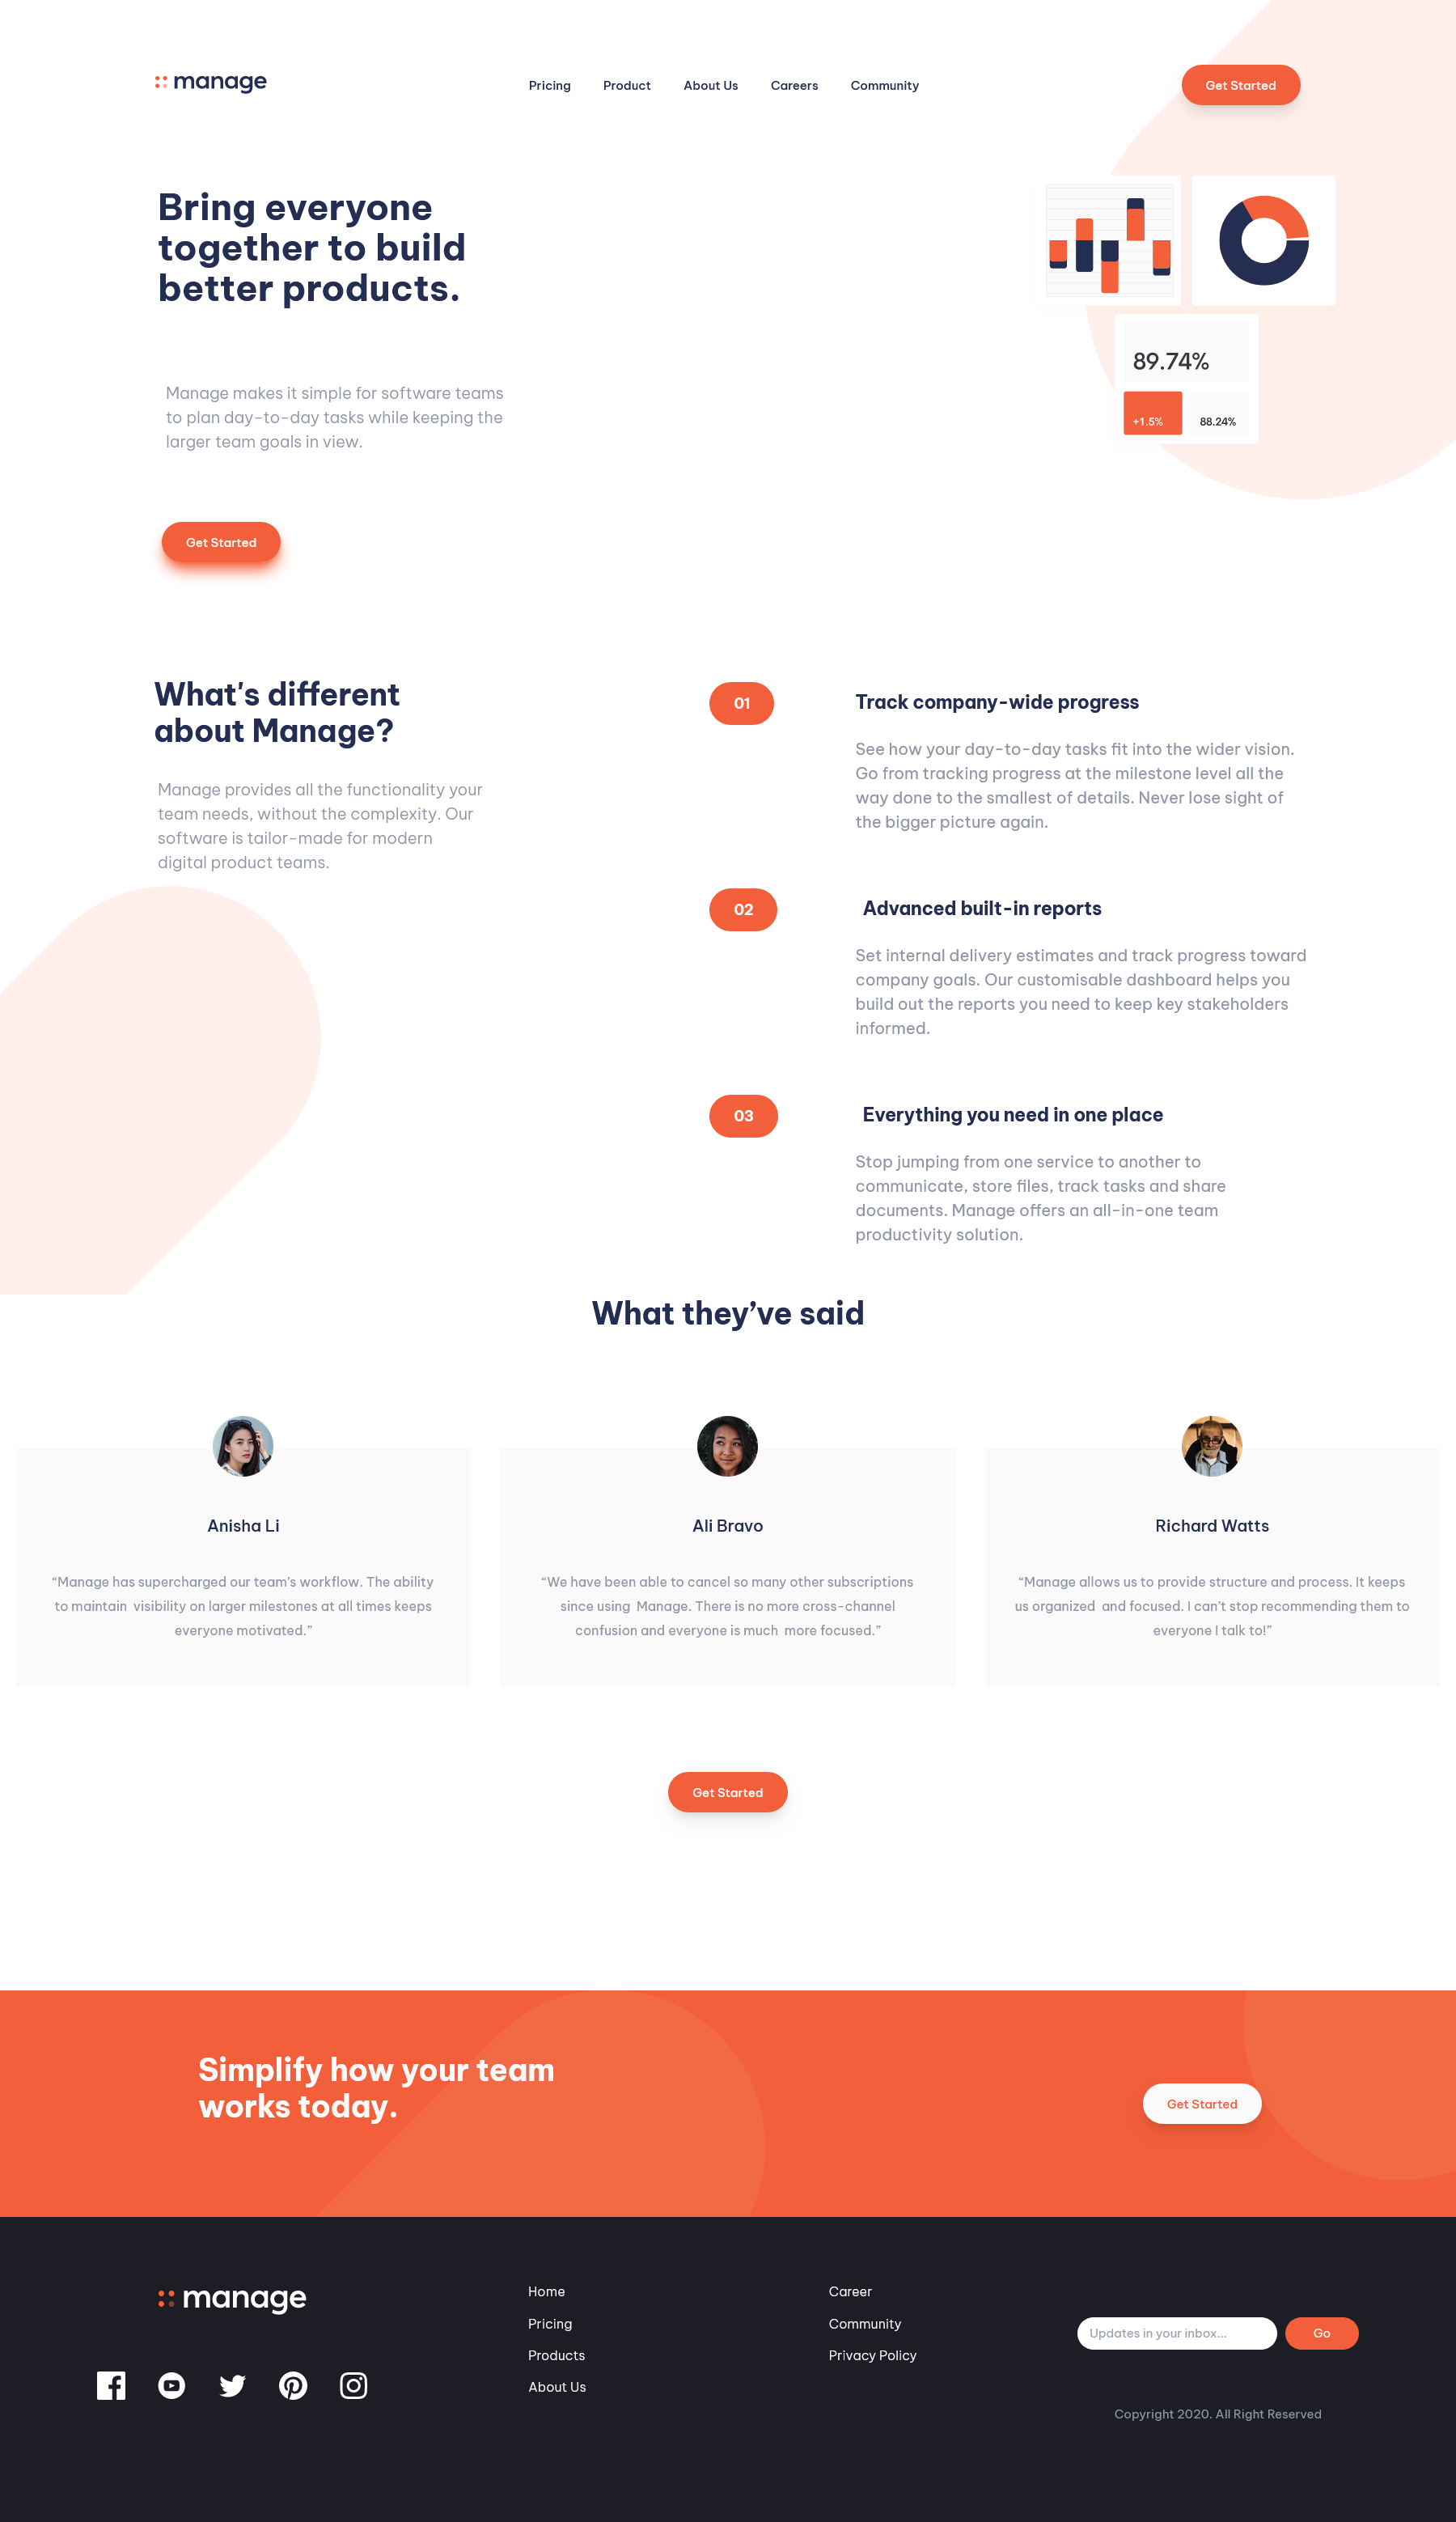 manage
Pricing
Product
About Us
Careers
Community
Get Started
Bring everyone
together to build
better products.
Manage makes it simple for software teams
to plan day-to-day tasks while keeping the
larger team goals in view.
Get Started
89.74%
+1.5%
88.24%
What's different
about Manage?
Manage provides all the functionality your
team needs, without the complexity. Our
software is tailor-made for modern
digital product teams.
01
Track company-wide progress
See how your day-to-day tasks fit into the wider vision.
Go from tracking progress at the milestone level all the
way done to the smallest of details. Never lose sight of
the bigger picture again.
02
Advanced built-in reports
Set internal delivery estimates and track progress toward
company goals. Our customisable dashboard helps you
build out the reports you need to keep key stakeholders
informed.
03
Everything you need in one place
Stop jumping from one service to another to
communicate, store files, track tasks and share
documents. Manage offers an all-in-one team
productivity solution.
What they’ve said
Anisha Li
“Manage has supercharged our team’s workflow. The ability
to maintain visibility on larger milestones at all times keeps
everyone motivated.”
Ali Bravo
“We have been able to cancel so many other subscriptions
since using Manage. There is no more cross-channel
confusion and everyone is much more focused.”
Richard Watts
“Manage allows us to provide structure and process. It keeps
us organized and focused. I can’t stop recommending them to
everyone I talk to!”
Get Started
Simplify how your team
works today.
Get Started
manage
Home
Pricing
Products
About Us
Career
Community
Privacy Policy
Updates in your inbox...
Go
Copyright 2020. All Right Reserved